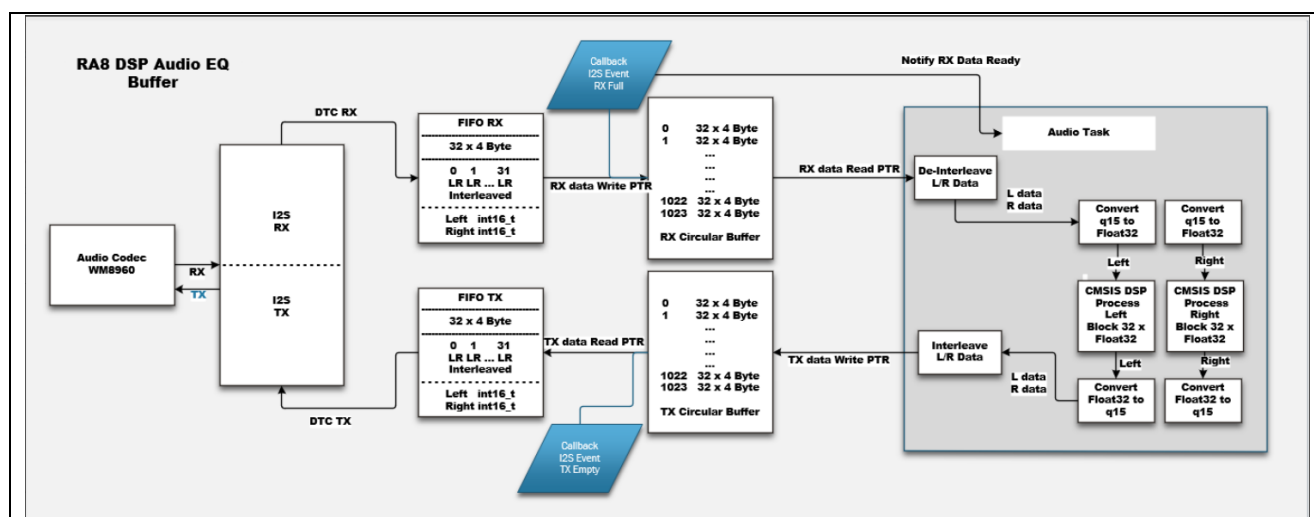 RA8 DSP Audio EQ
Buffer
Callback
I2S Event
RX Full
Notify RX Data Ready
DTC RX
FIFO RX
32 x 4 Byte
0 1 31
LR LR ... LR
Interleaved
Left int16_t
Right int16_t
RX data Write PTR
0 32 x 4 Byte
1 32 x 4 Byte
...
...
...
...
1022 32 x 4 Byte
1023 32 x 4 Byte
RX Circular Buffer
RX data Read PTR
Audio Task
De-Interleave
L/R Data
L data
R data
Convert
q15 to
Float32
Convert
q15 to
Float32
Left
Right
CMSIS DSP
Process
Left
Block 32 x
Float32
CMSIS DSP
Process
Right
Block 32 x
Float32
Left
Right
Convert
Float32 to
q15
Convert
Float32 to
q15
L data
R data
Interleave
L/R Data
TX data Write PTR
0 32 x 4 Byte
1 32 x 4 Byte
...
...
...
...
1022 32 x 4 Byte
1023 32 x 4 Byte
TX Circular Buffer
TX data Read PTR
Callback
I2S Event
TX Empty
FIFO TX
32 x 4 Byte
0 1 31
LR LR ... LR
Interleaved
Left int16_t
Right int16_t
DTC TX
I2S
RX
I2S
TX
RX
TX
Audio Codec
WM8960